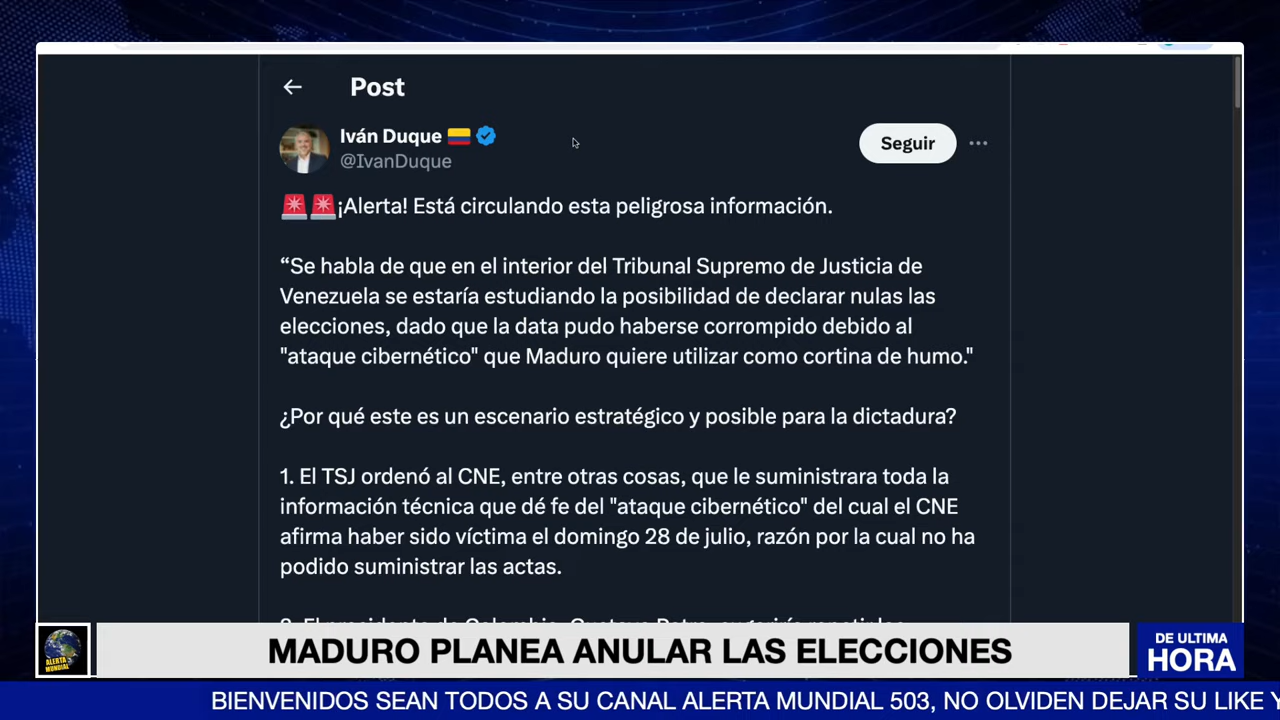 Post
Iván Duque
@IvanDuque
Seguir
¡Alerta! Está circulando esta peligrosa información.
“Se habla de que en el interior del Tribunal Supremo de Justicia de
Venezuela se estaría estudiando la posibilidad de declarar nulas las
elecciones, dado que la data pudo haberse corrompido debido al
"ataque cibernético" que Maduro quiere utilizar como cortina de humo."
¿Por qué este es un escenario estratégico y posible para la dictadura?
1. El TSJ ordenó al CNE, entre otras cosas, que le suministrara toda la
información técnica que dé fe del "ataque cibernético" del cual el CNE
afirma haber sido víctima el domingo 28 de julio, razón por la cual no ha
podido suministrar las actas.
ALERTA
MUNDIAL
MADURO PLANEA ANULAR LAS ELECCIONES
DE ULTIMA
HORA
BIENVENIDOS SEAN TODOS A SU CANAL ALERTA MUNDIAL 503, NO OLVIDEN DEJAR SU LIKE Y